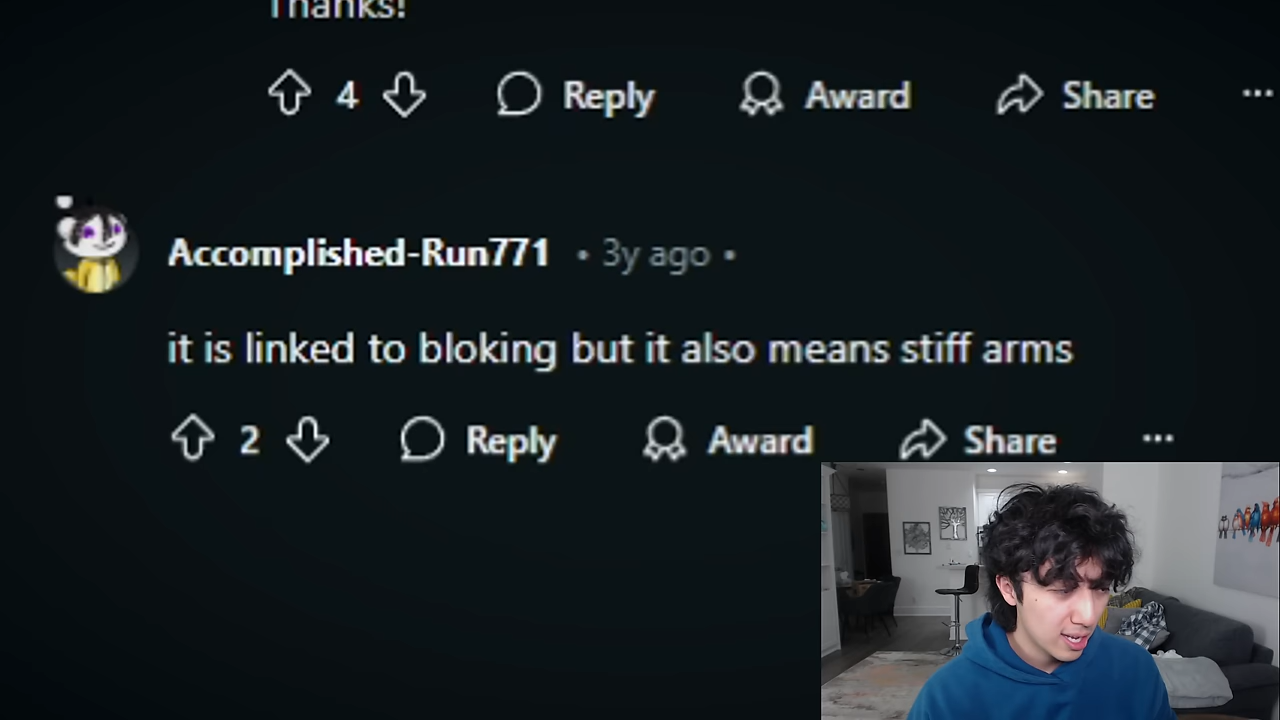 Thanks!
4 Reply Award Share ...
Accomplished-Run771 • 3y ago •
it is linked to bloking but it also means stiff arms
2 Reply Award Share ...